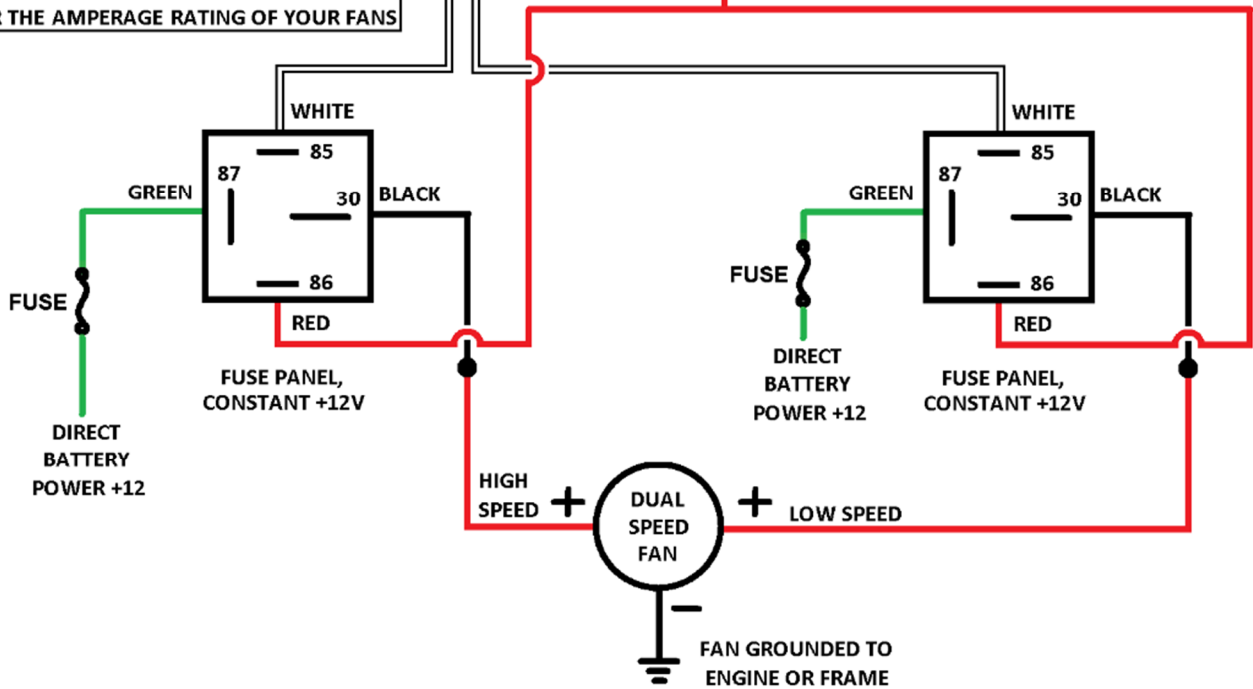 R THE AMPERAGE RATING OF YOUR FANS
WHITE
85
87
30
GREEN
BLACK
86
FUSE
RED
FUSE PANEL,
CONSTANT +12V
DIRECT
BATTERY
POWER +12
WHITE
85
87
30
GREEN
BLACK
86
FUSE
RED
DIRECT
BATTERY
POWER +12
FUSE PANEL,
CONSTANT +12V
HIGH
SPEED
+
DUAL
SPEED
FAN
+
LOW SPEED
−
FAN GROUNDED TO
ENGINE OR FRAME